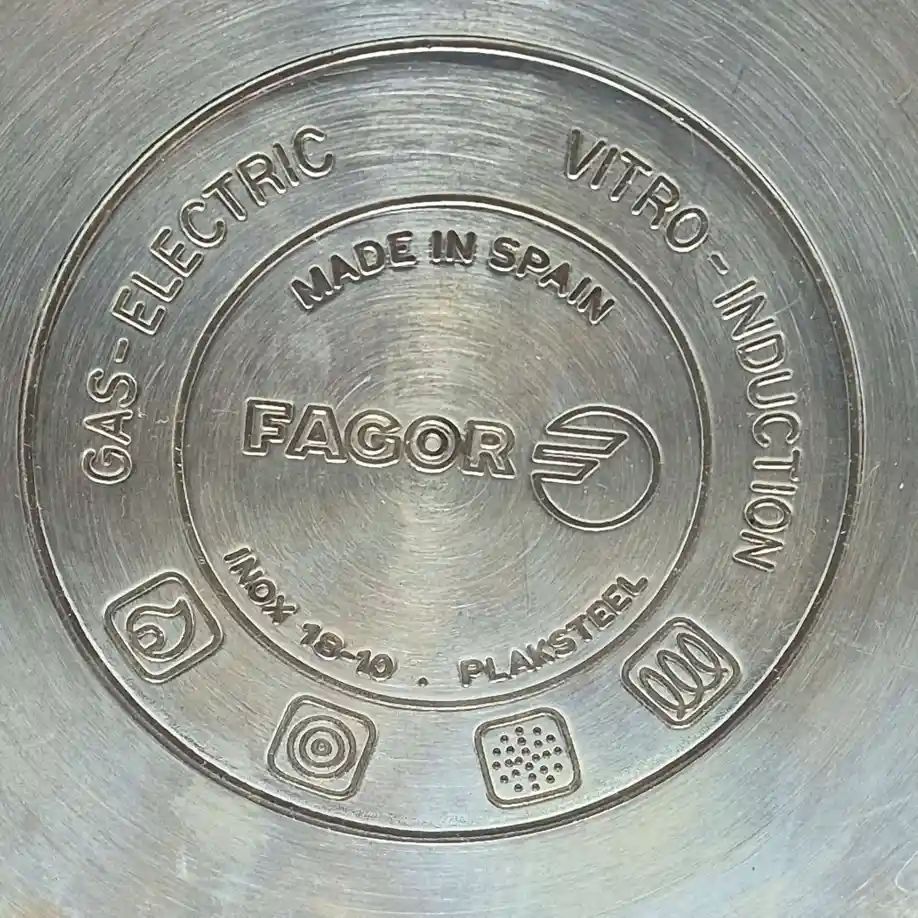 GAS-ELECTRIC
VITRO-INDUCTION
MADE IN SPAIN
FAGOR
INOX 18-10 . PLAKSTEEL